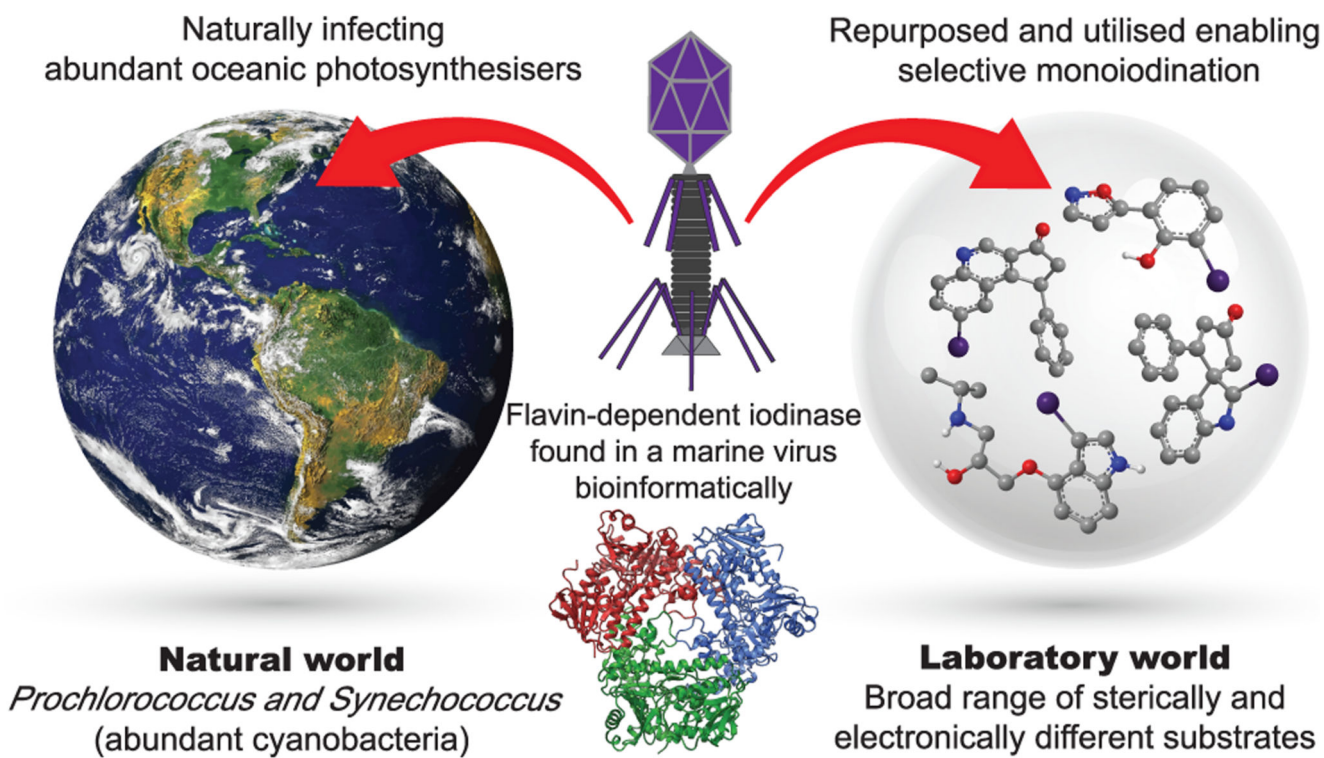 Naturally infecting
abundant oceanic photosynthesisers
Repurposed and utilised enabling
selective monoiodination
Flavin-dependent iodinase
found in a marine virus
bioinformatically
Natural world
Prochlorococcus and Synechococcus
(abundant cyanobacteria)
Laboratory world
Broad range of sterically and
electronically different substrates